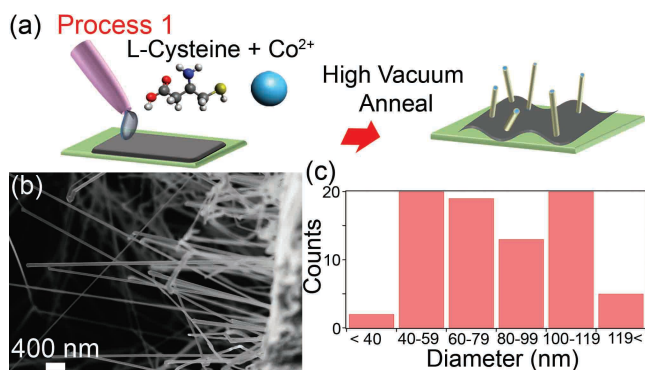 (a) Process 1
L-Cysteine + Co²⁺
High Vacuum
Anneal
(b)
400 nm
(c)
Counts
20
10
0
< 40 40-59 60-79 80-99 100-119 119<
Diameter (nm)